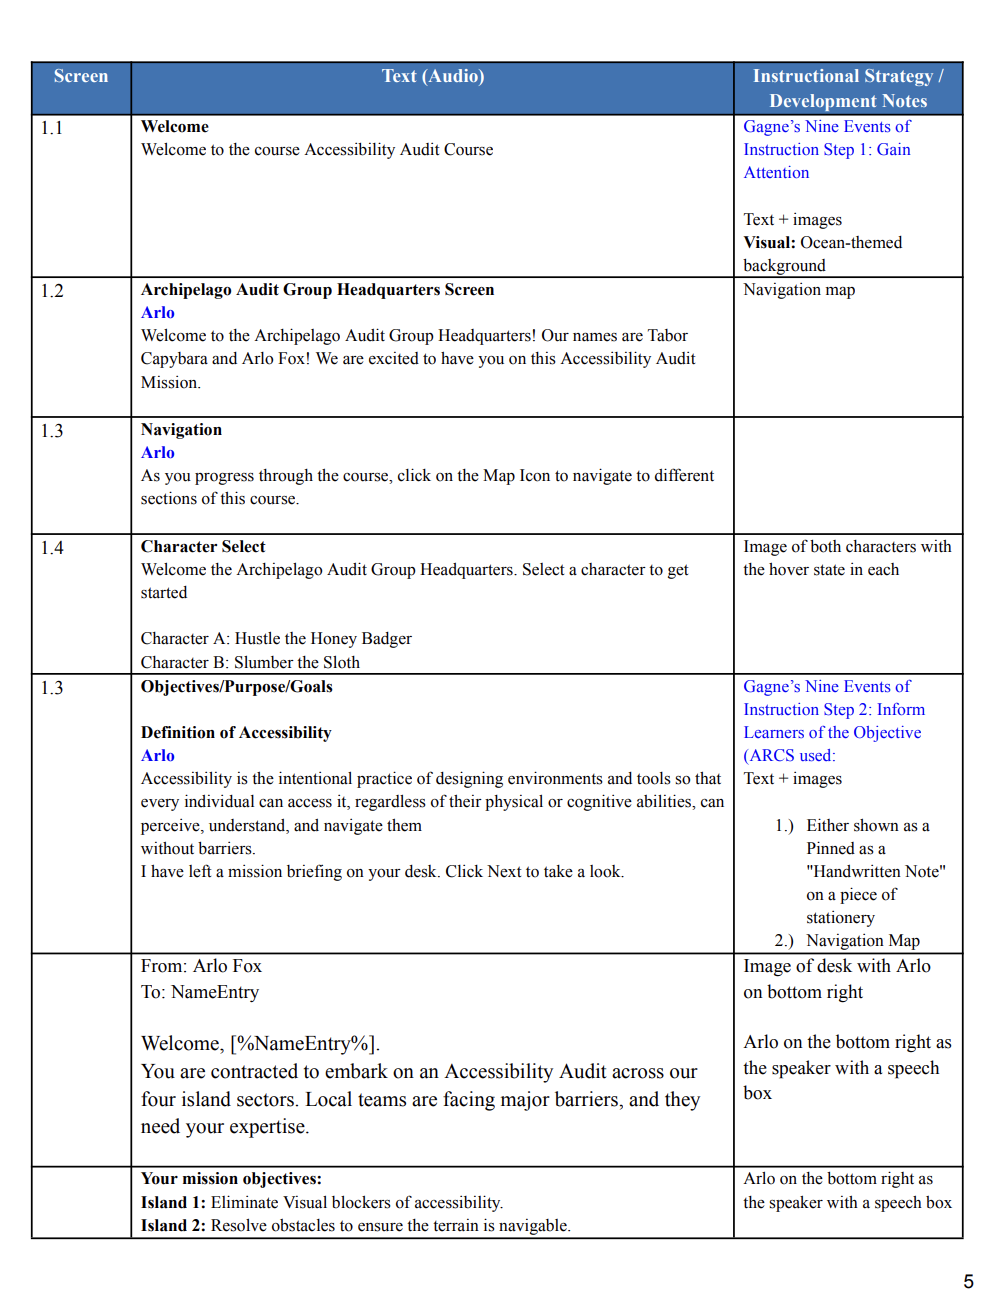 Screen
Text (Audio)
Instructional Strategy /
Development Notes
1.1
Welcome
Welcome to the course Accessibility Audit Course
Gagne's Nine Events of
Instruction Step 1: Gain
Attention
Text + images
Visual: Ocean-themed
background
1.2
Archipelago Audit Group Headquarters Screen
Arlo
Welcome to the Archipelago Audit Group Headquarters! Our names are Tabor
Capybara and Arlo Fox! We are excited to have you on this Accessibility Audit
Mission.
Navigation map
1.3
Navigation
Arlo
As you progress through the course, click on the Map Icon to navigate to different
sections of this course.
1.4
Character Select
Welcome the Archipelago Audit Group Headquarters. Select a character to get
started
Character A: Hustle the Honey Badger
Character B: Slumber the Sloth
Image of both characters with
the hover state in each
1.3
Objectives/Purpose/Goals
Definition of Accessibility
Arlo
Accessibility is the intentional practice of designing environments and tools so that
every individual can access it, regardless of their physical or cognitive abilities, can
perceive, understand, and navigate them
without barriers.
I have left a mission briefing on your desk. Click Next to take a look.
Gagne's Nine Events of
Instruction Step 2: Inform
Learners of the Objective
(ARCS used:
Text + images
1.) Either shown as a
Pinned as a
"Handwritten Note"
on a piece of
stationery
2.) Navigation Map
From: Arlo Fox
To: NameEntry
Welcome, [%NameEntry%].
You are contracted to embark on an Accessibility Audit across our
four island sectors. Local teams are facing major barriers, and they
need your expertise.
Image of desk with Arlo
on bottom right
Arlo on the bottom right as
the speaker with a speech
box
Your mission objectives:
Island 1: Eliminate Visual blockers of accessibility.
Island 2: Resolve obstacles to ensure the terrain is navigable.
Arlo on the bottom right as
the speaker with a speech box
5